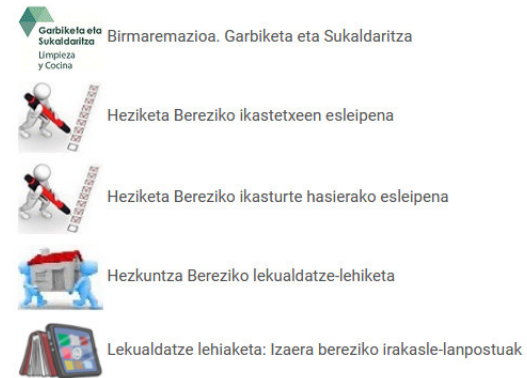 Garbiketa eta
Sukaldaritza
Limpieza
y Cocina
Birmaremazioa. Garbiketa eta Sukaldaritza
Heziketa Bereziko ikastetxeen esleipena
Heziketa Bereziko ikasturte hasierako esleipena
Hezkuntza Bereziko lekualdatze-lehiketa
Lekualdatze lehiaketa: Izaera bereziko irakasle-lanpostuak